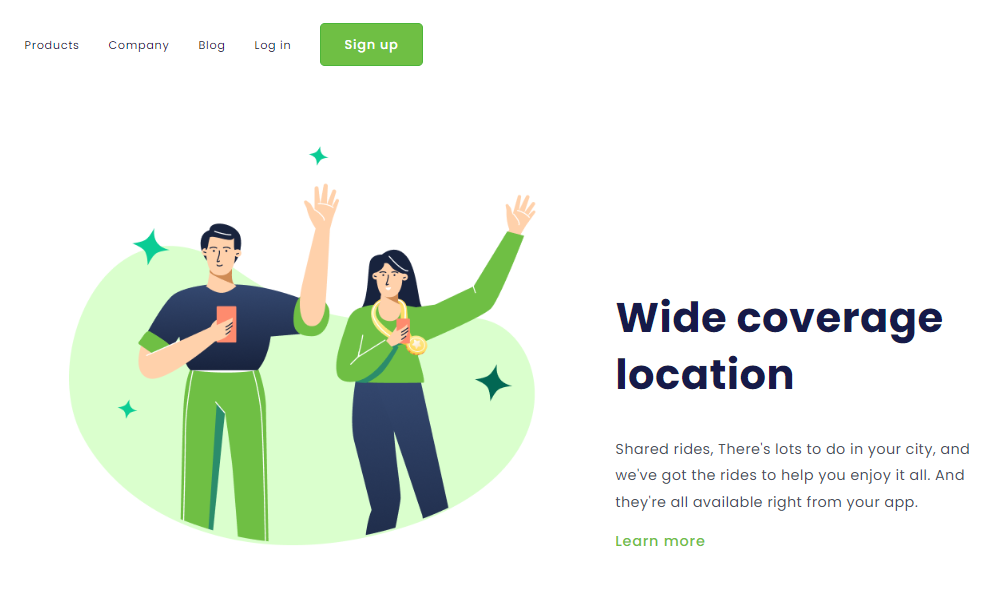 Products Company Blog Log in Sign up
Wide coverage
location
Shared rides, There's lots to do in your city, and
we've got the rides to help you enjoy it all. And
they're all available right from your app.
Learn more